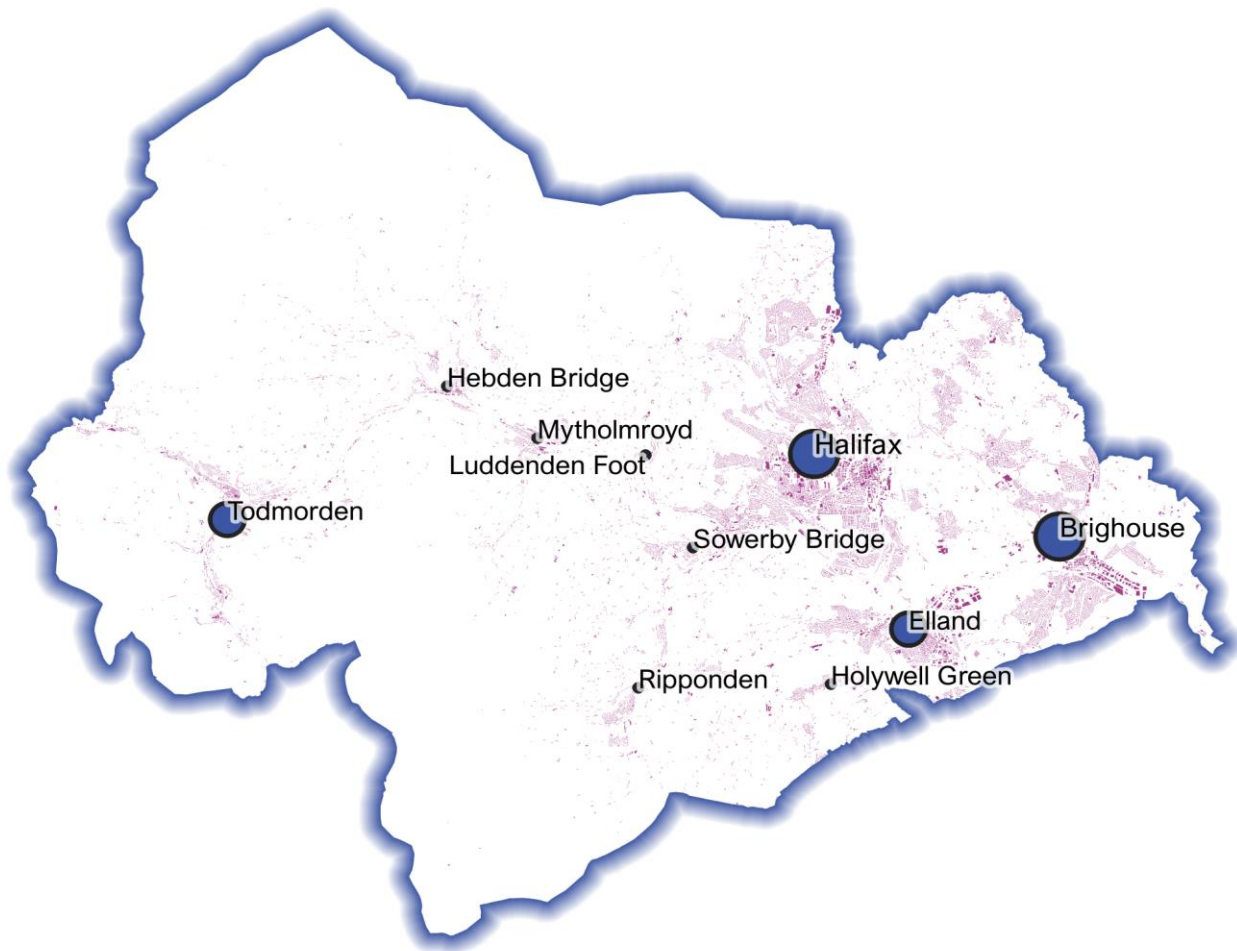 Hebden Bridge
Mytholmroyd
Halifax
Luddenden Foot
Todmorden
Brighouse
Sowerby Bridge
Elland
Ripponden
Holywell Green